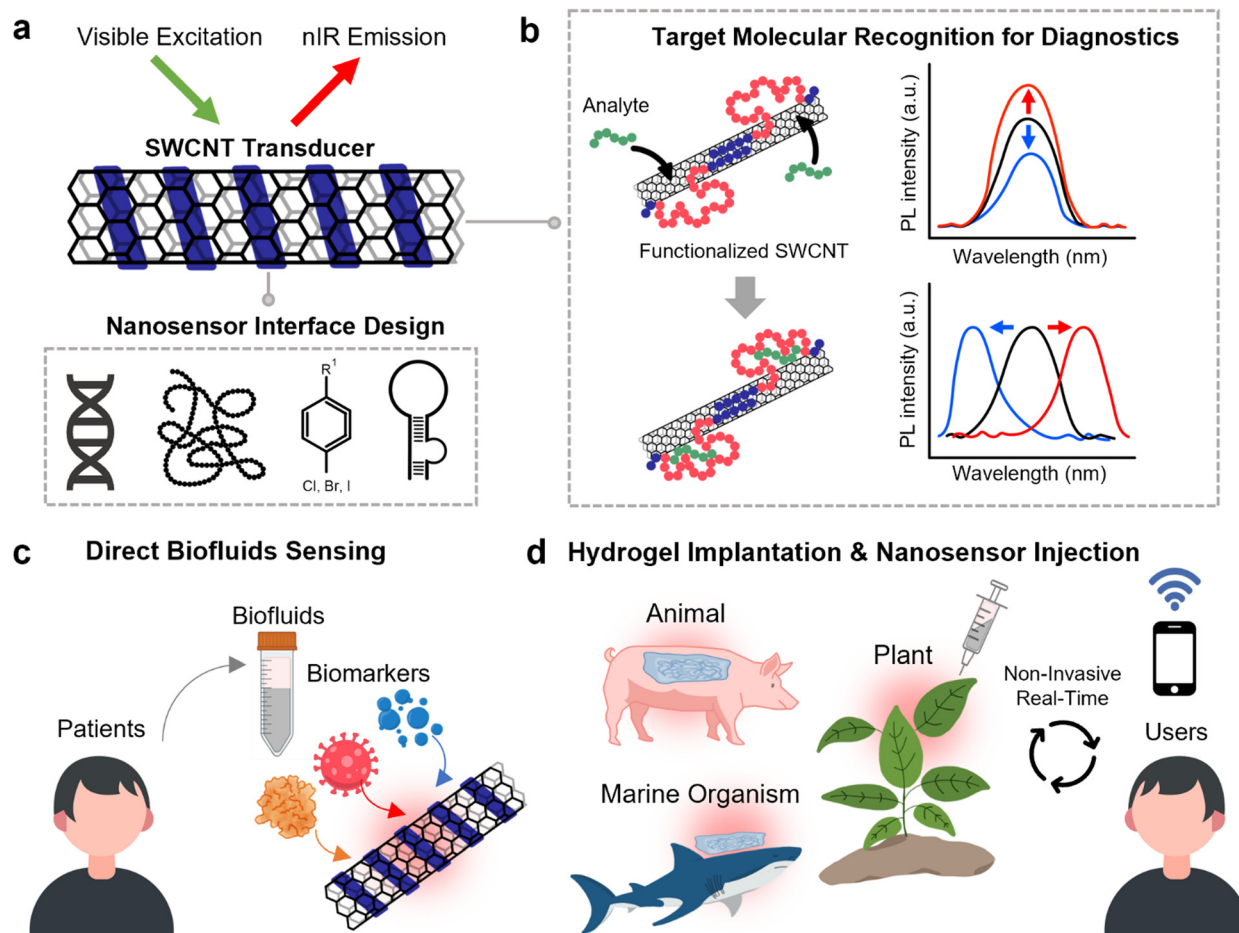 a
Visible Excitation
nIR Emission
SWCNT Transducer
Nanosensor Interface Design
R1
Cl, Br, I
b
Target Molecular Recognition for Diagnostics
Analyte
Functionalized SWCNT
PL intensity (a.u.)
Wavelength (nm)
PL intensity (a.u.)
Wavelength (nm)
c
Direct Biofluids Sensing
Biofluids
Biomarkers
Patients
d
Hydrogel Implantation & Nanosensor Injection
Animal
Plant
Marine Organism
Non-Invasive
Real-Time
Users